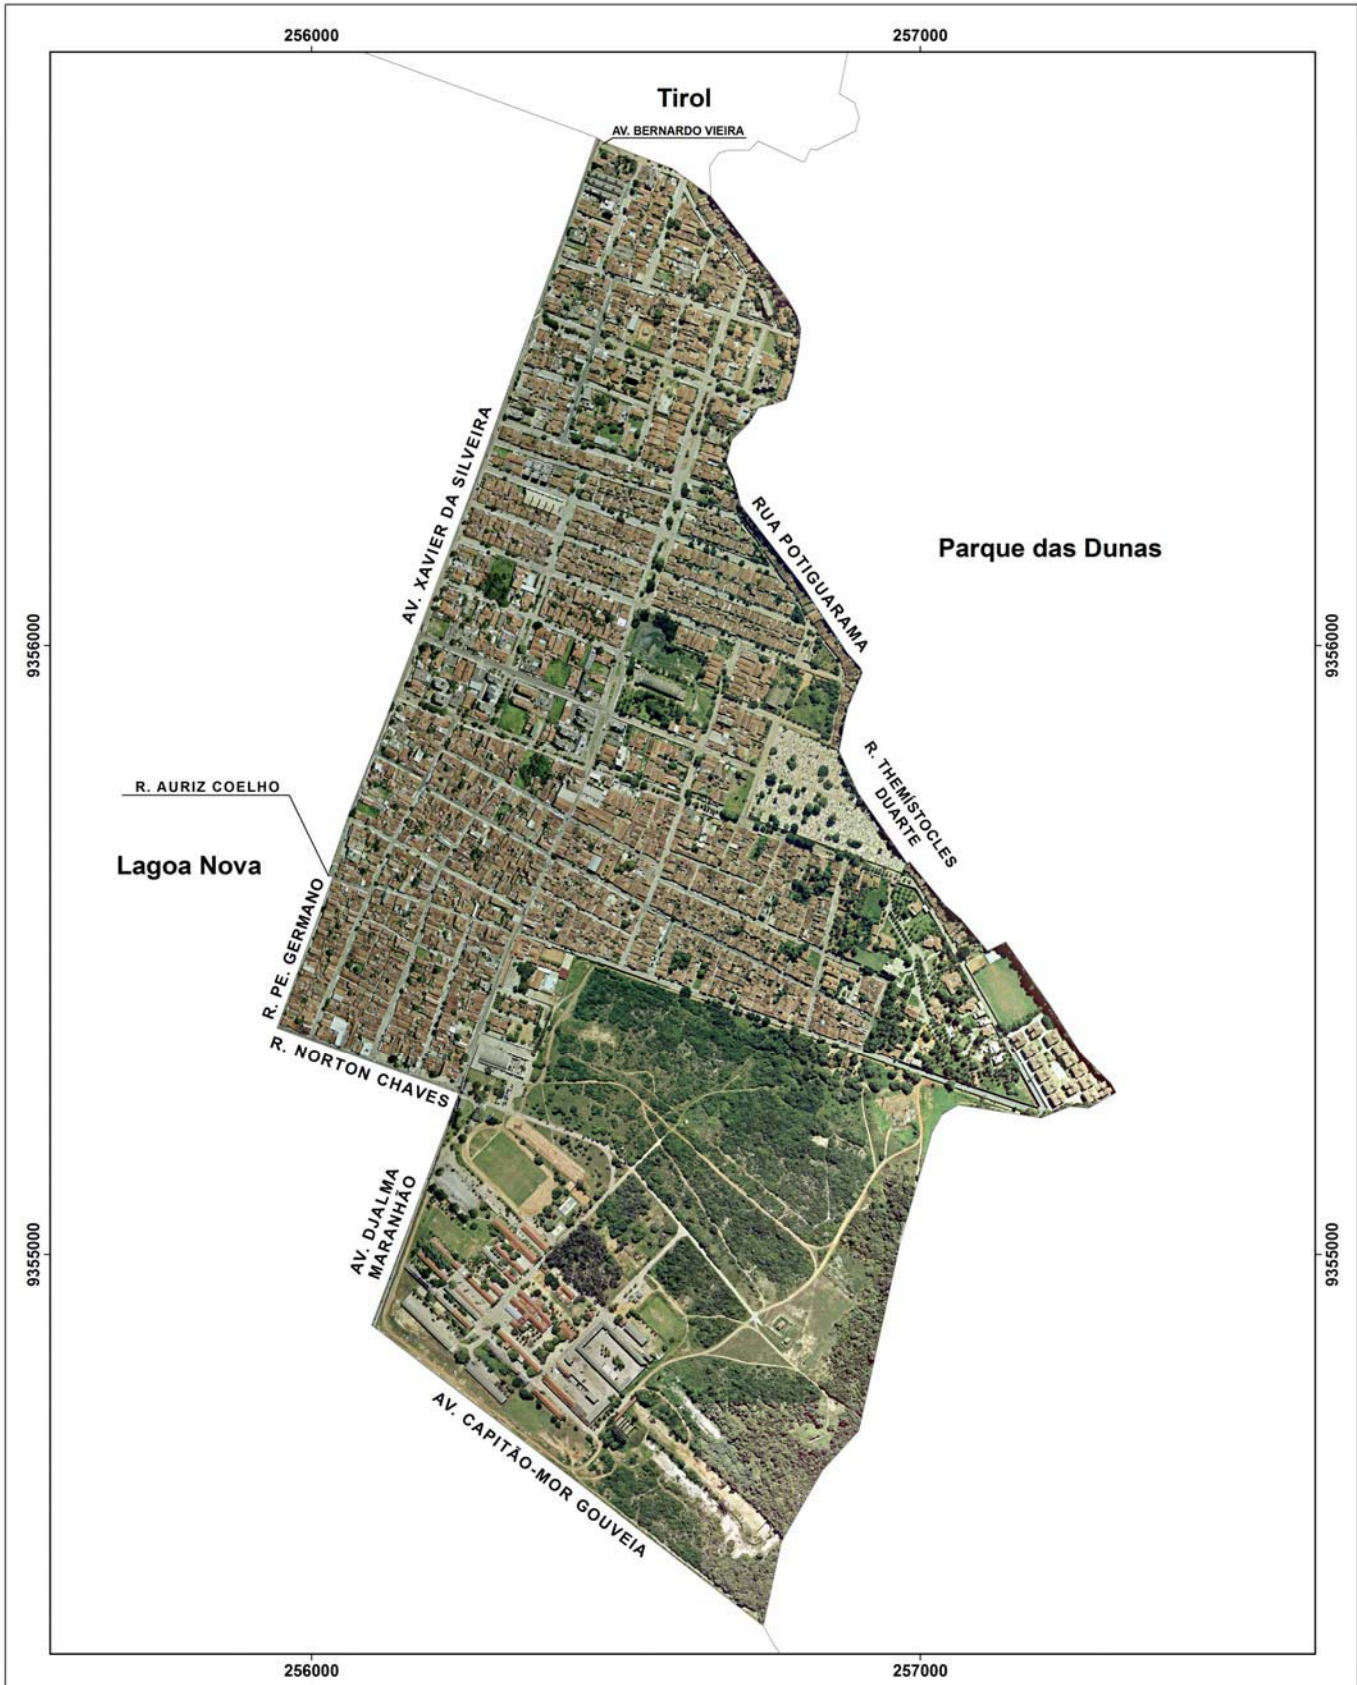 256000
257000
Tirol
AV. BERNARDO VIEIRA
AV. XAVIER DA SILVEIRA
RUA POTIGUARAMA
Parque das Dunas
9356000
9356000
R. THEMÍSTOCLES
DUARTE
R. AURIZ COELHO
Lagoa Nova
R. PE. GERMANO
R. NORTON CHAVES
AV. DJALMA
MARANHÃO
9355000
9355000
AV. CAPITÃO-MOR GOUVEIA
256000
257000